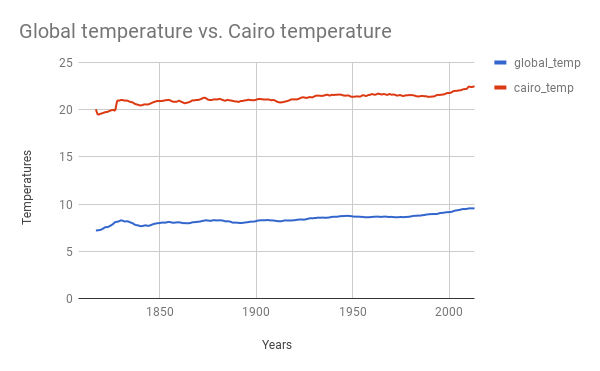 Global temperature vs. Cairo temperature
global_temp
cairo_temp
Temperatures
25
20
15
10
5
0
1850
1900
1950
2000
Years